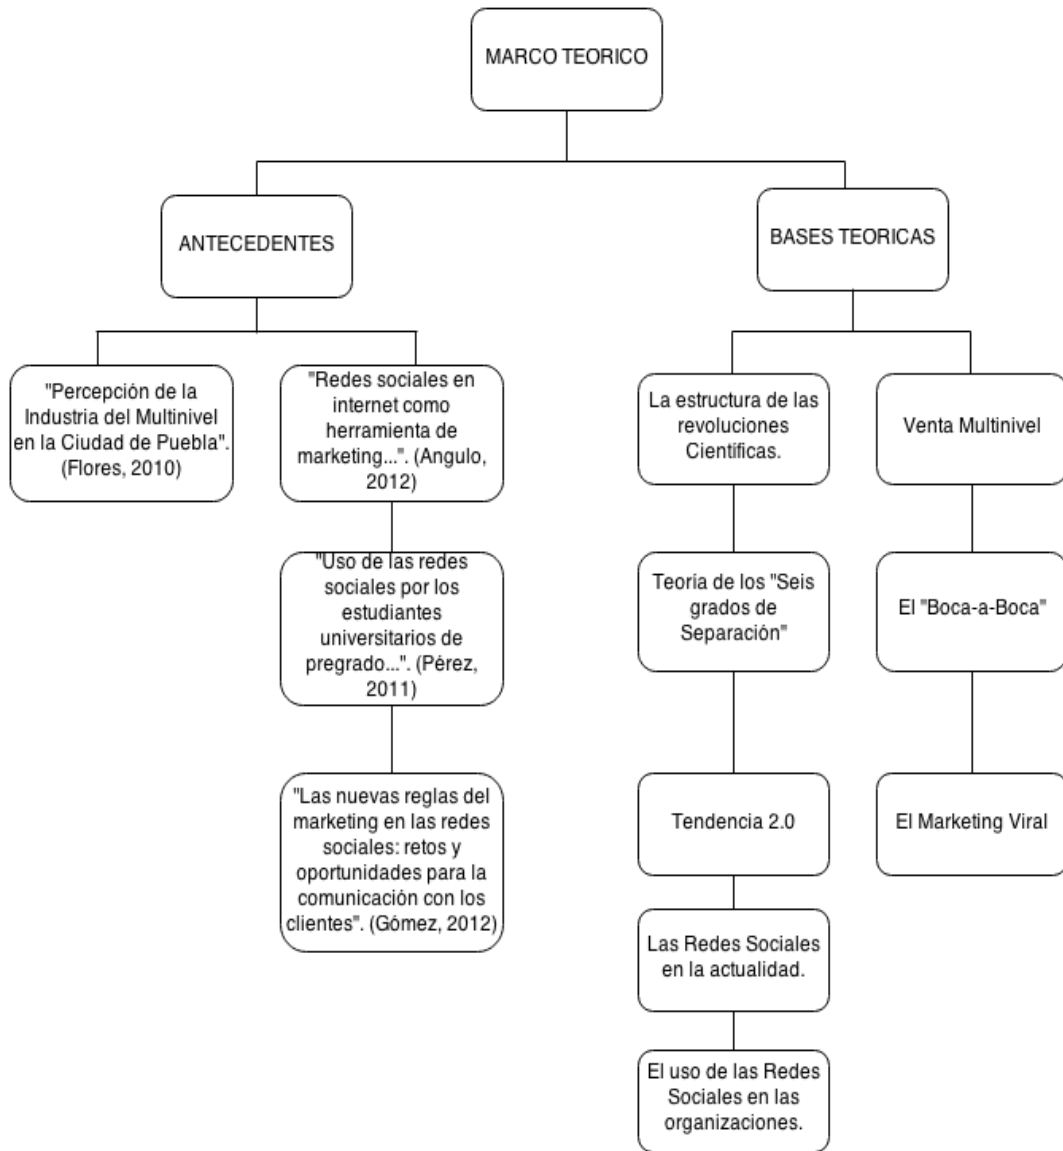 MARCO TEORICO
ANTECEDENTES
BASES TEORICAS
"Percepción de la
Industria del Multinivel
en la Ciudad de Puebla".
(Flores, 2010)
"Redes sociales en
internet como
herramienta de
marketing...". (Angulo,
2012)
"Uso de las redes
sociales por los
estudiantes
universitarios de
pregrado...". (Pérez,
2011)
"Las nuevas reglas del
marketing en las redes
sociales: retos y
oportunidades para la
comunicación con los
clientes". (Gómez, 2012)
La estructura de las
revoluciones
Científicas.
Teoría de los "Seis
grados de
Separación"
Tendencia 2.0
Las Redes Sociales
en la actualidad.
El uso de las Redes
Sociales en las
organizaciones.
Venta Multinivel
El "Boca-a-Boca"
El Marketing Viral